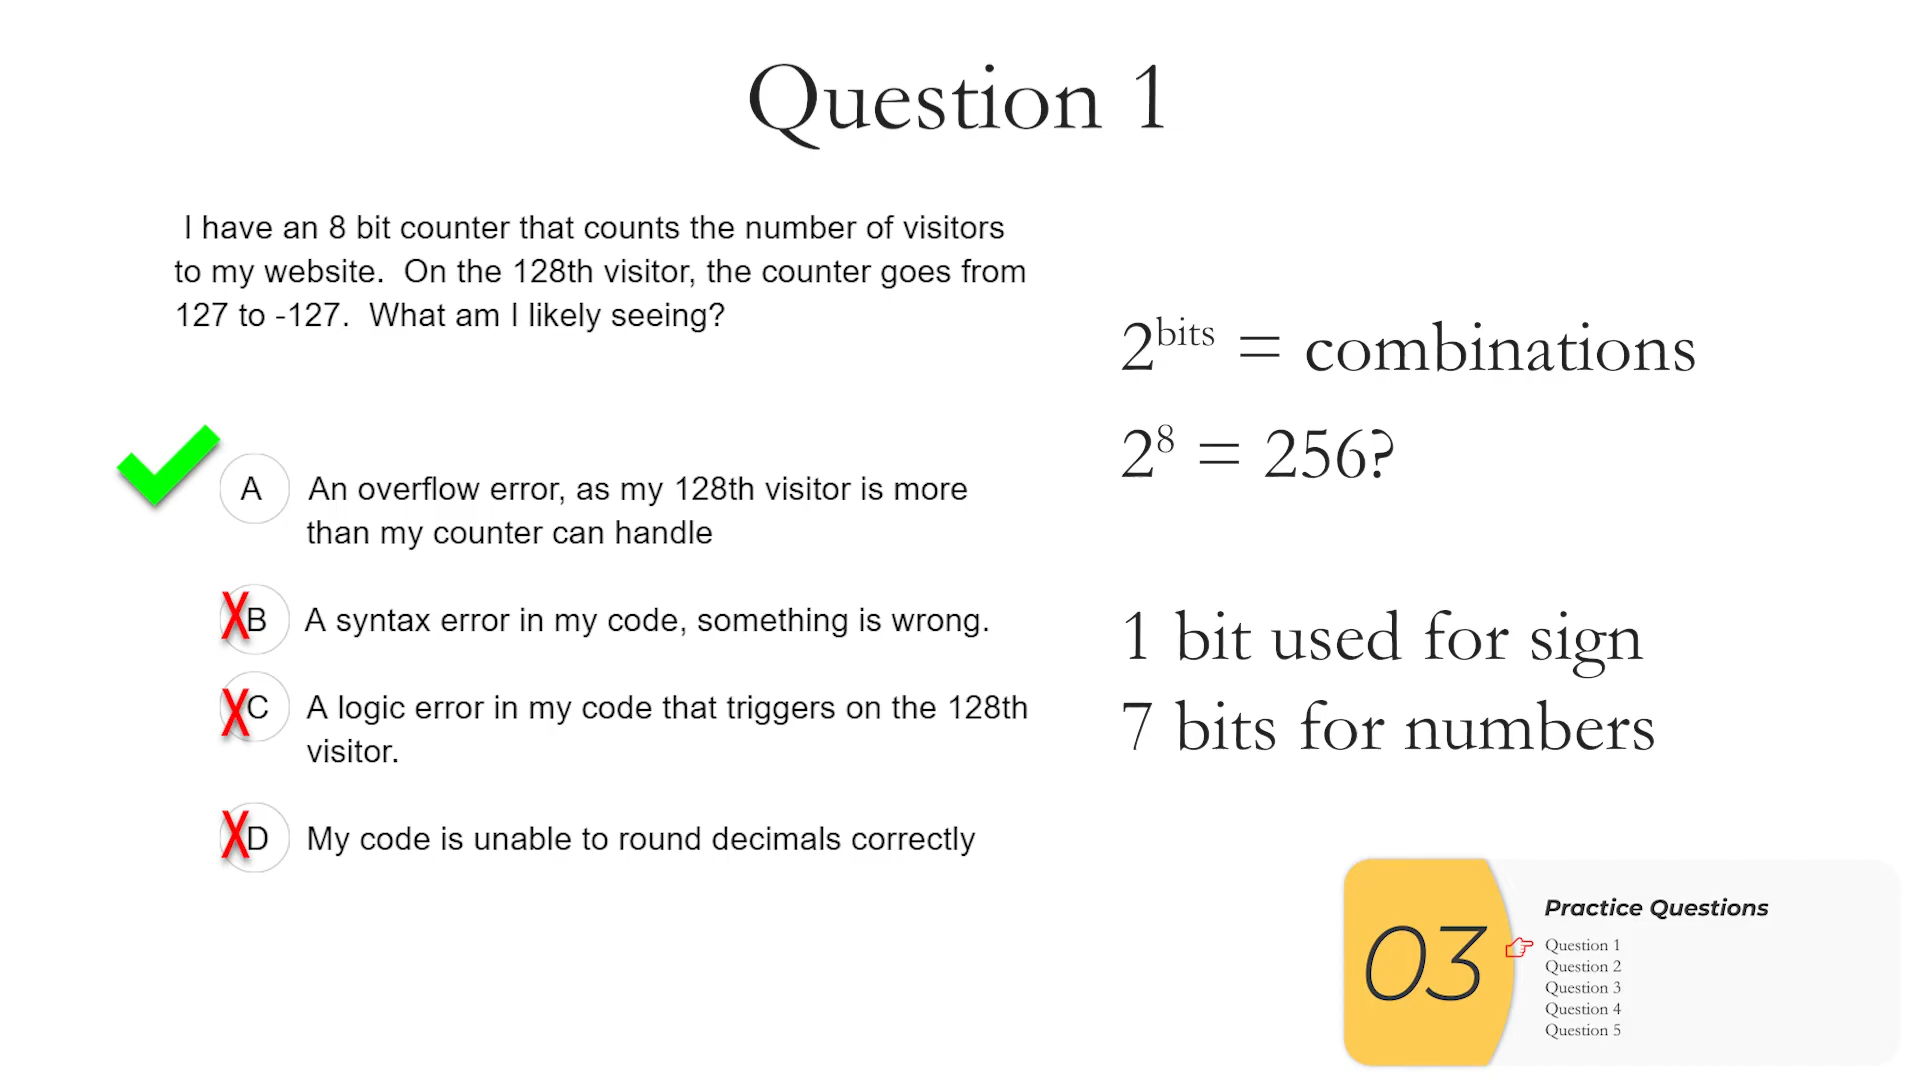 Question 1
I have an 8 bit counter that counts the number of visitors
to my website.  On the 128th visitor, the counter goes from
127 to -127.  What am I likely seeing?
A An overflow error, as my 128th visitor is more
than my counter can handle
B A syntax error in my code, something is wrong.
C A logic error in my code that triggers on the 128th
visitor.
D My code is unable to round decimals correctly
2^bits = combinations
2^8 = 256?
1 bit used for sign
7 bits for numbers
03
Practice Questions
Question 1
Question 2
Question 3
Question 4
Question 5